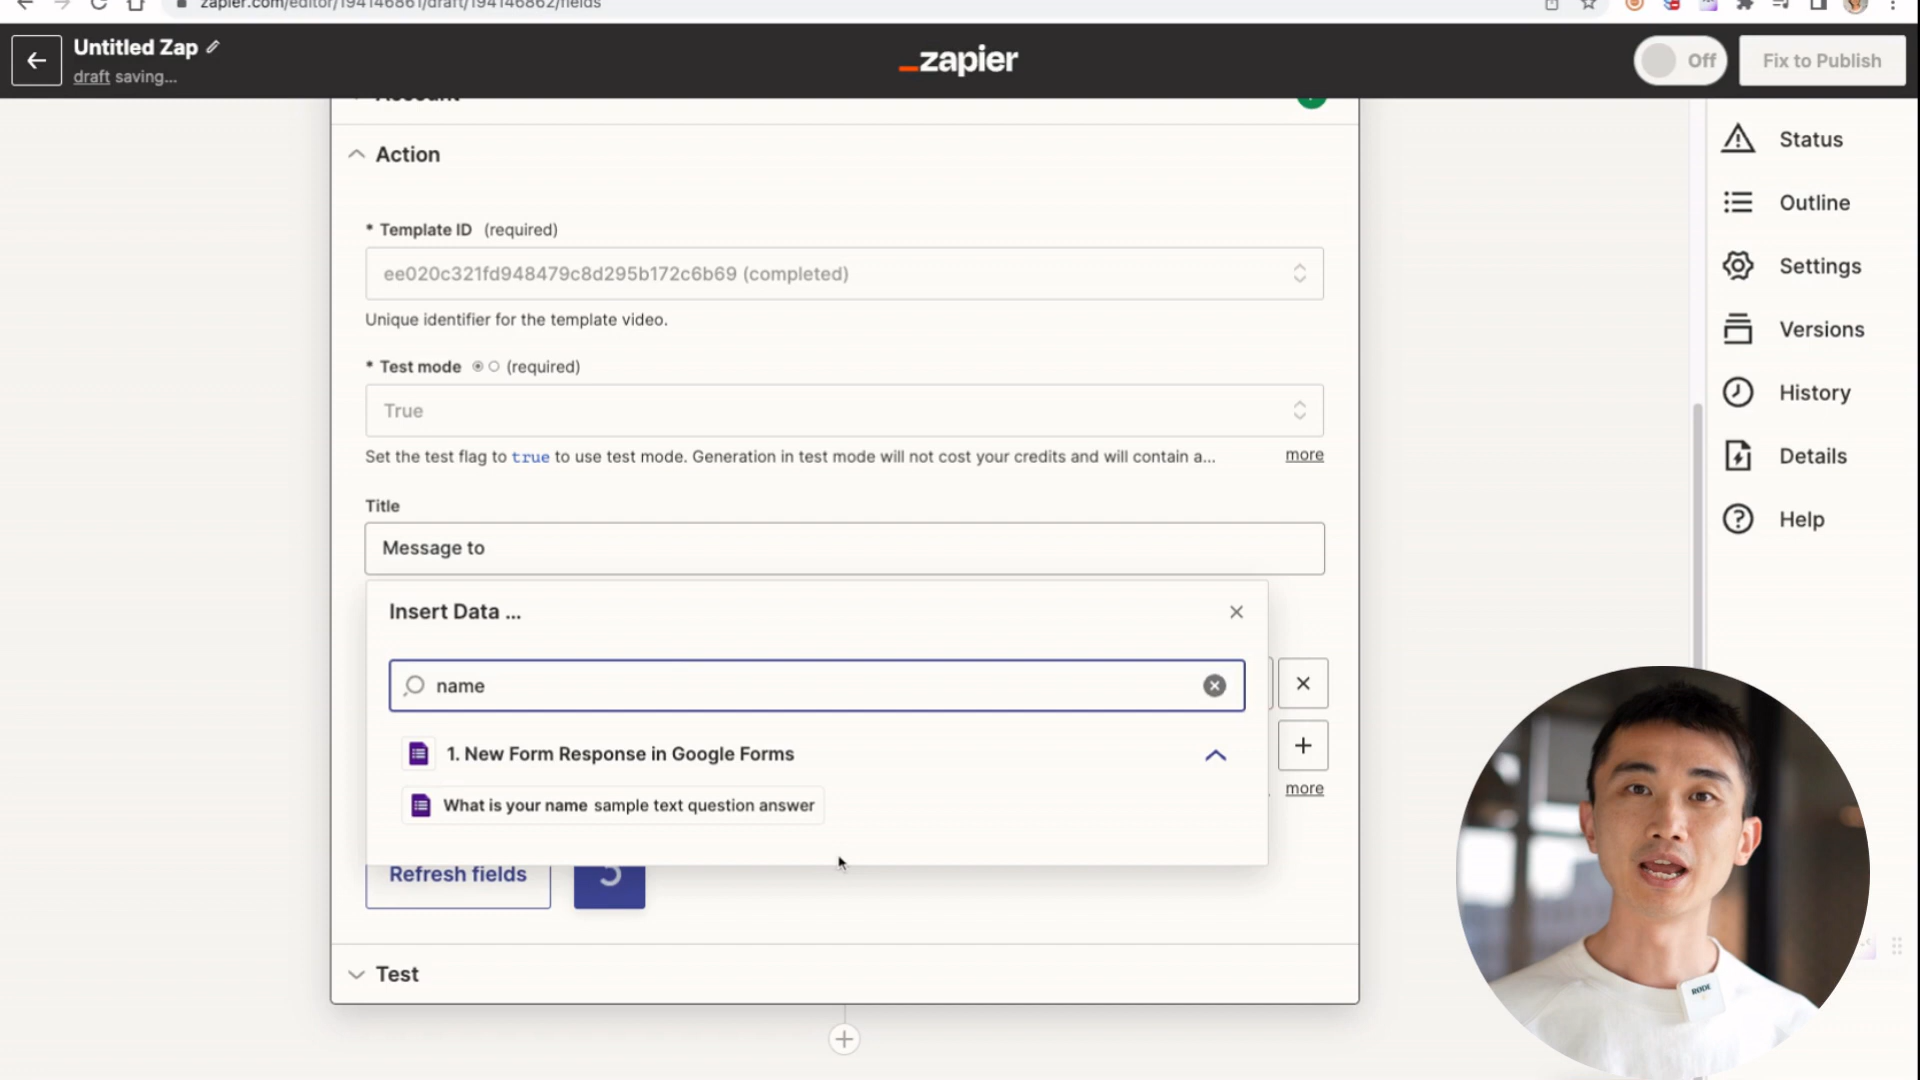 zapier.com/editor/194146861/draft/194146862/fields
Untitled Zap
draft saving...
zapier
Off
Fix to Publish
Account
Action
* Template ID (required)
ee020c321fd948479c8d295b172c6b69 (completed)
Unique identifier for the template video.
* Test mode (required)
True
Set the test flag to true to use test mode. Generation in test mode will not cost your credits and will contain a...
more
Title
Message to
Insert Data ...
name
1. New Form Response in Google Forms
What is your name sample text question answer
more
Refresh fields
Test
Status
Outline
Settings
Versions
History
Details
Help
RODE